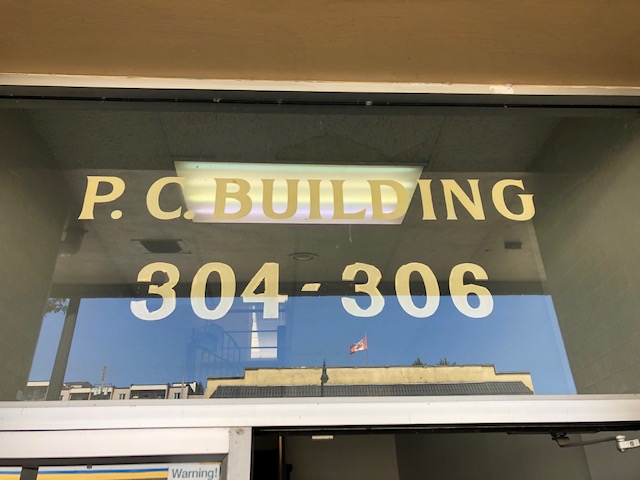 P. C. BUILDING
304 - 306
Warning!